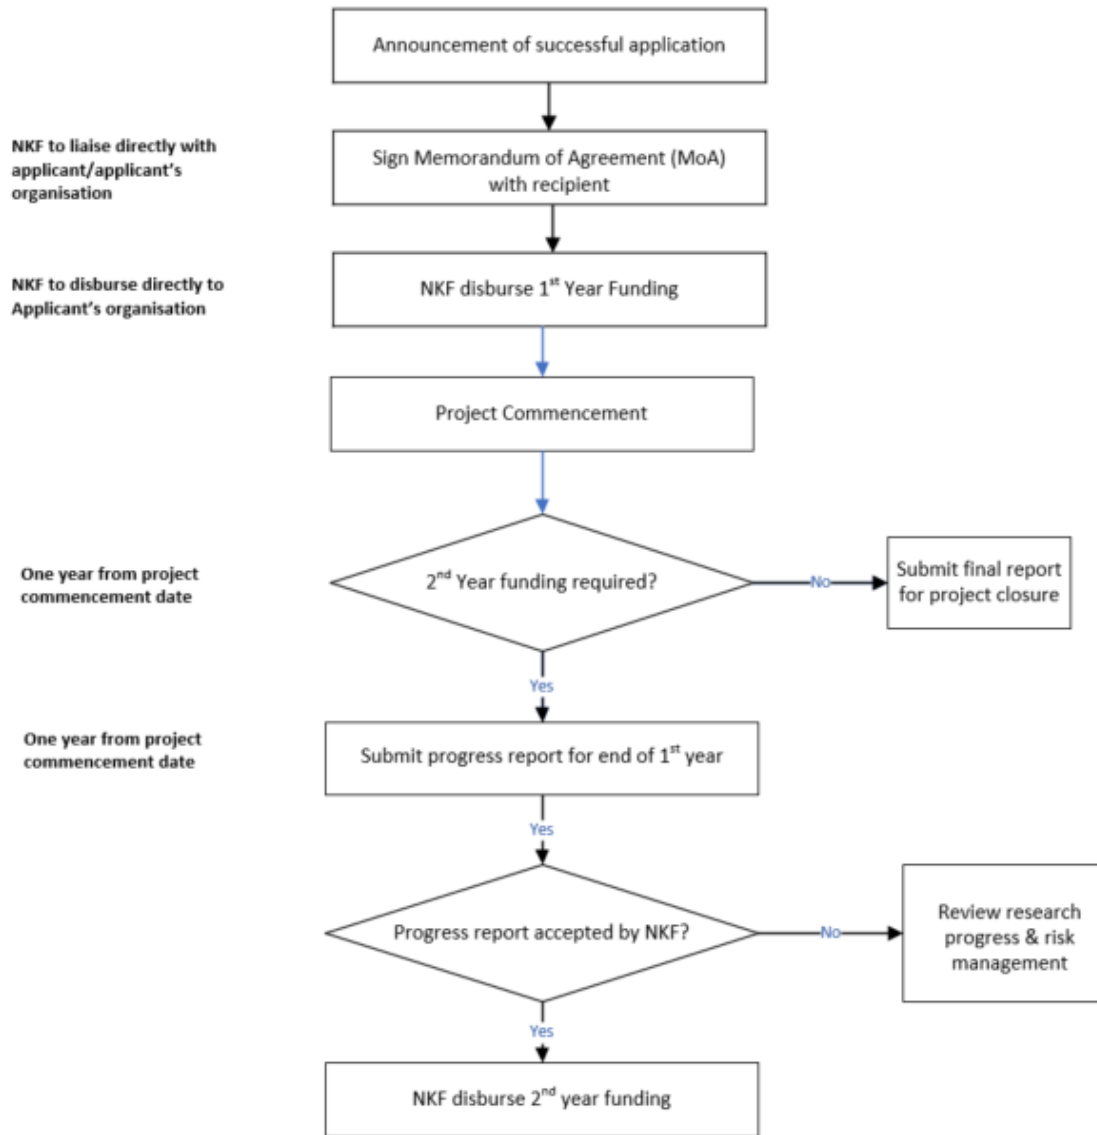 Announcement of successful application
NKF to liaise directly with
applicant/applicant's
organisation
Sign Memorandum of Agreement (MoA)
with recipient
NKF to disburse directly to
Applicant's organisation
NKF disburse 1st Year Funding
Project Commencement
One year from project
commencement date
2nd Year funding required?
No
Submit final report
for project closure
Yes
One year from project
commencement date
Submit progress report for end of 1st year
Yes
Progress report accepted by NKF?
No
Review research
progress & risk
management
Yes
NKF disburse 2nd year funding